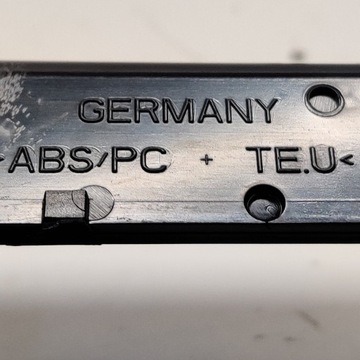 GERMANY
>ABS/PC + TE.U<